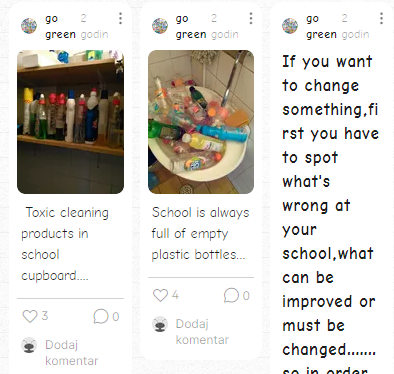 go green
2 godin
Toxic cleaning
products in
school
cupboard....
3
0
Dodaj
komentar
go green
2 godin
School is always
full of empty
plastic bottles...
4
0
Dodaj
komentar
go green
2 godin
If you want
to change
something,fi
rst you have
to spot
what's
wrong at
your
school,what
can be
improved or
must be
changed.......
so in order